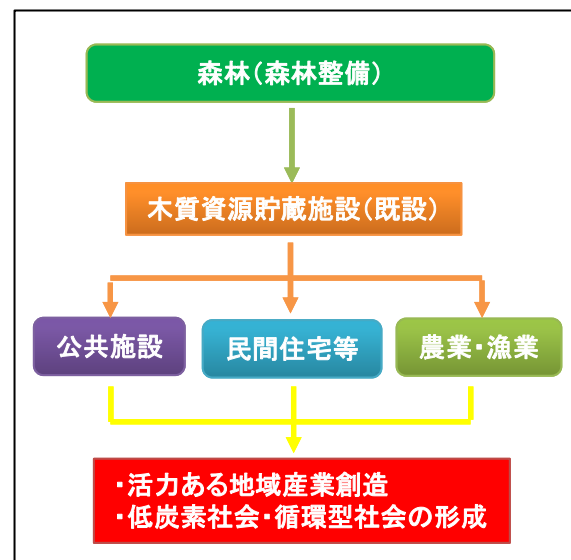 森林(森林整備)
木質資源貯蔵施設(既設)
公共施設
民間住宅等
農業・漁業
・活力ある地域産業創造
・低炭素社会・循環型社会の形成